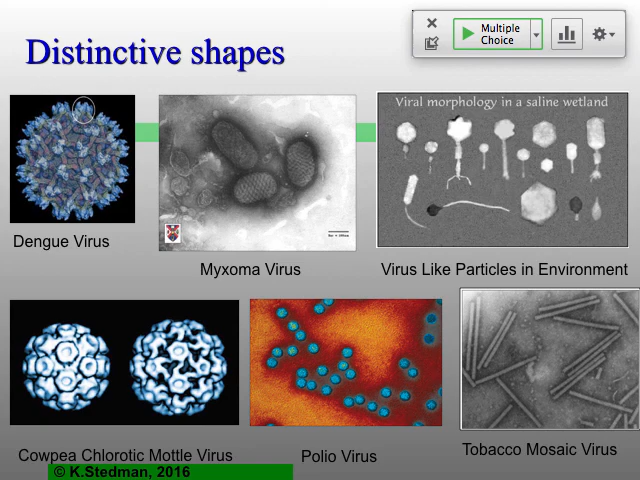 Distinctive shapes
Multiple
Choice
Viral morphology in a saline wetland
Dengue Virus
Myxoma Virus
Virus Like Particles in Environment
Cowpea Chlorotic Mottle Virus
Polio Virus
Tobacco Mosaic Virus
© K.Stedman, 2016